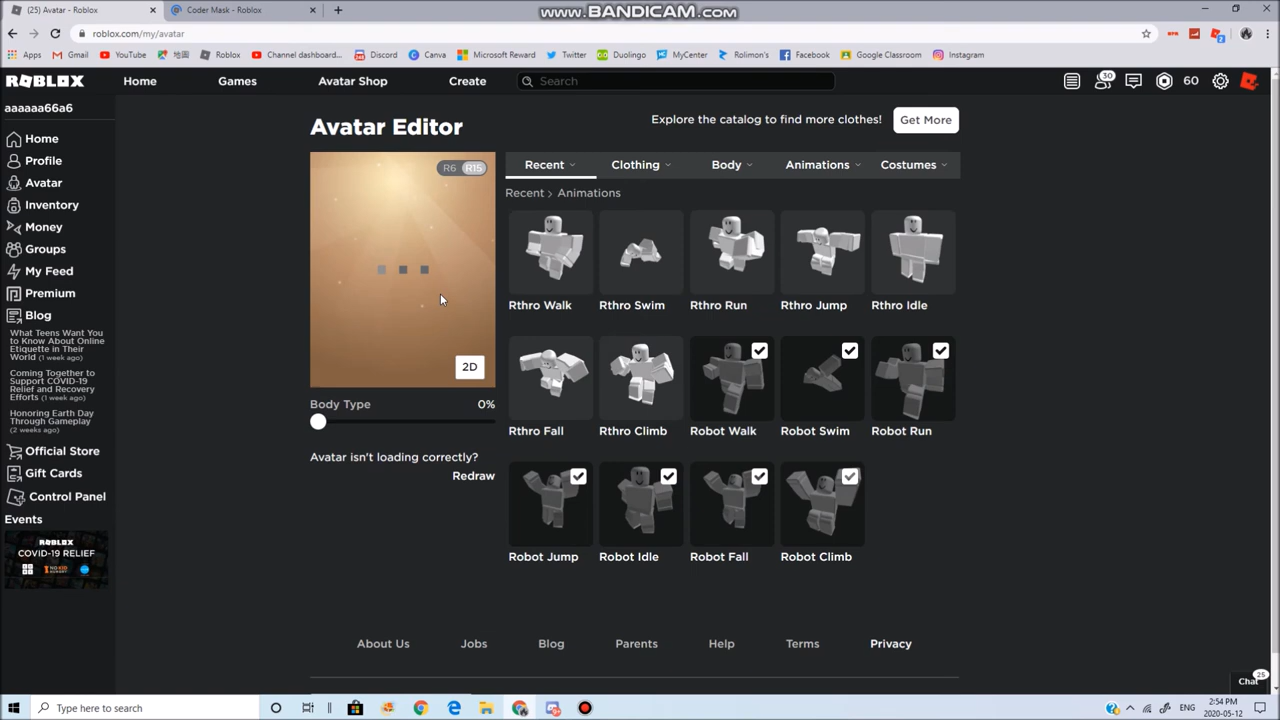 www.BANDICAM.com
(25) Avatar - Roblox
Coder Mask - Roblox
roblox.com/my/avatar
Apps
Gmail
YouTube
地图
Roblox
Channel dashboard...
Discord
Canva
Microsoft Reward
Twitter
Duolingo
MyCenter
Rolimon's
Facebook
Google Classroom
Instagram
ROBLOX
Home
Games
Avatar Shop
Create
Search
30
60
aaaaaa66a6
Home
Profile
Avatar
Inventory
Money
Groups
My Feed
Premium
Blog
What Teens Want You
to Know About Online
Etiquette in Their
World (1 week ago)
Coming Together to
Support COVID-19
Relief and Recovery
Efforts (1 week ago)
Honoring Earth Day
Through Gameplay
(2 weeks ago)
Official Store
Gift Cards
Control Panel
Events
ROBLOX
COVID-19 RELIEF
Avatar Editor
Explore the catalog to find more clothes!
Get More
R6 R15
2D
Body Type 0%
Avatar isn't loading correctly?
Redraw
Recent
Clothing
Body
Animations
Costumes
Recent > Animations
Rthro Walk
Rthro Swim
Rthro Run
Rthro Jump
Rthro Idle
Rthro Fall
Rthro Climb
Robot Walk
Robot Swim
Robot Run
Robot Jump
Robot Idle
Robot Fall
Robot Climb
About Us
Jobs
Blog
Parents
Help
Terms
Privacy
Chat
25
Type here to search
2:54 PM
2020-05-12